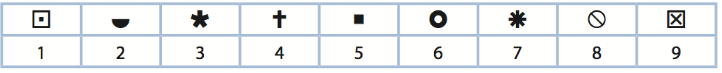 ⊡ ◒ * ✝ ■ O ✷ ⃠ ☒
1 2 3 4 5 6 7 8 9